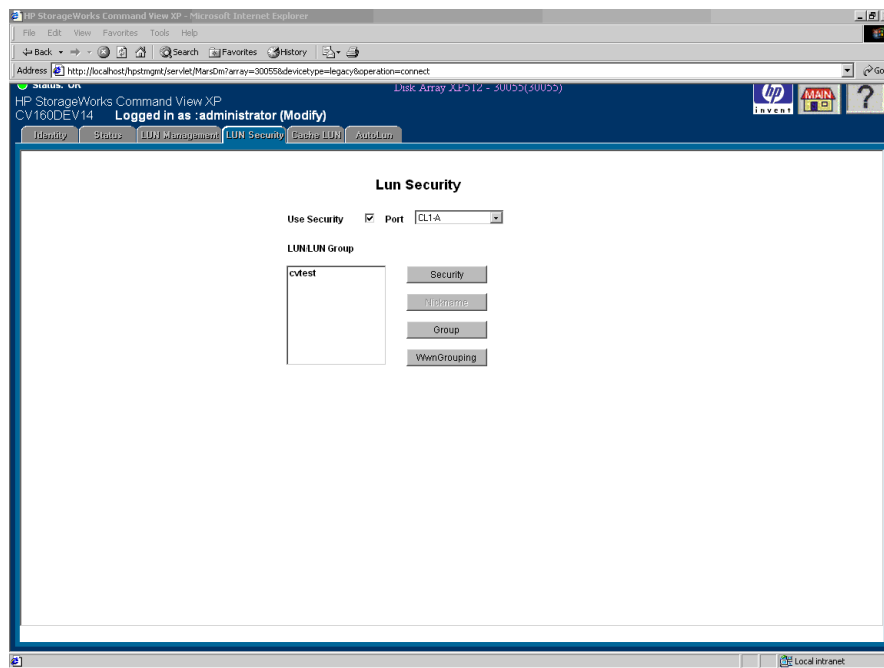 HP StorageWorks Command View XP - Microsoft Internet Explorer
File Edit View Favorites Tools Help
Back Search Favorites History
Address http://localhost/hpstmgmt/servlet/MarsDm?array=30055&devicetype=legacy&operation=connect Go
Status: OK Disk Array XP512 - 30055(30055)
HP StorageWorks Command View XP
CV160DEV14 Logged in as :administrator (Modify)
hp invent MAIN ?
Identity Status LUN Management LUN Security Cache LUN AutoLun
Lun Security
Use Security Port CL1-A
LUN/LUN Group
cvtest
Security
Nickname
Group
WwnGrouping
Local intranet